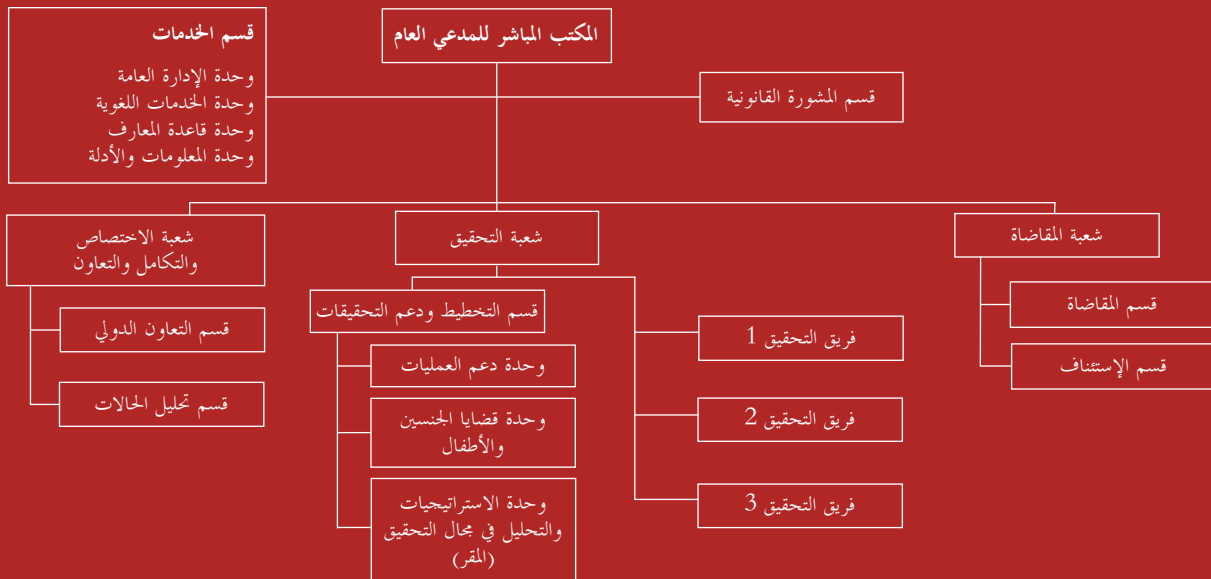 المكتب المباشر للمدعي العام
قسم المشورة القانونية
قسم الخدمات
وحدة الإدارة العامة
وحدة الخدمات اللغوية
وحدة قاعدة المعارف
وحدة المعلومات والأدلة
شعبة المقاضاة
قسم المقاضاة
قسم الإستئناف
شعبة التحقيق
فريق التحقيق 1
فريق التحقيق 2
فريق التحقيق 3
قسم التخطيط ودعم التحقيقات
وحدة دعم العمليات
وحدة قضايا الجنسين
والأطفال
وحدة الاستراتيجيات
والتحليل في مجال التحقيق
(المقر)
شعبة الاختصاص
والتكامل والتعاون
قسم التعاون الدولي
قسم تحليل الحالات